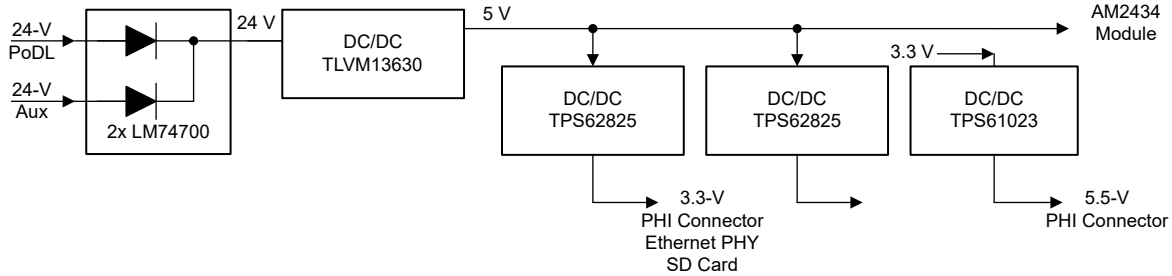 24-V
PoDL
24-V
Aux
2x LM74700
24 V
DC/DC
TLVM13630
5 V
AM2434
Module
DC/DC
TPS62825
3.3-V
PHI Connector
Ethernet PHY
SD Card
DC/DC
TPS62825
3.3 V
DC/DC
TPS61023
5.5-V
PHI Connector